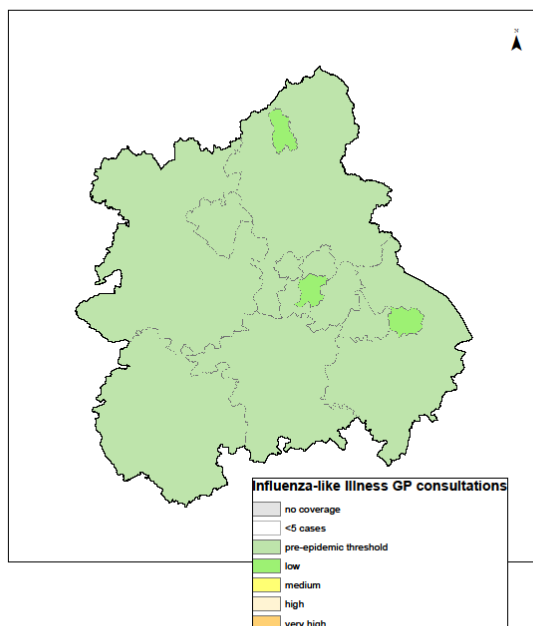 N
Influenza-like Illness GP consultations
no coverage
<5 cases
pre-epidemic threshold
low
medium
high
very high